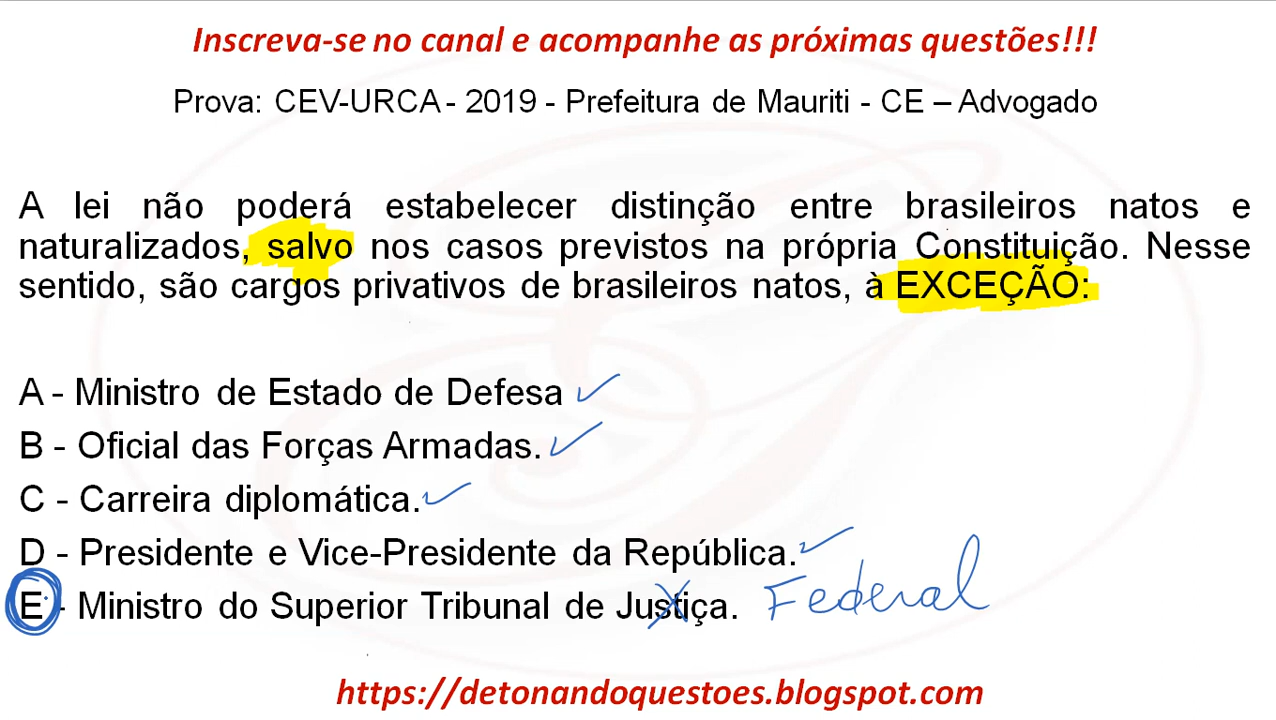 Inscreva-se no canal e acompanhe as próximas questões!!!
Prova: CEV-URCA - 2019 - Prefeitura de Mauriti - CE – Advogado
A lei não poderá estabelecer distinção entre brasileiros natos e
naturalizados, salvo nos casos previstos na própria Constituição. Nesse
sentido, são cargos privativos de brasileiros natos, à EXCEÇÃO:
A - Ministro de Estado de Defesa
B - Oficial das Forças Armadas.
C - Carreira diplomática.
D - Presidente e Vice-Presidente da República.
E - Ministro do Superior Tribunal de Justiça. Federal
https://detonandoquestoes.blogspot.com